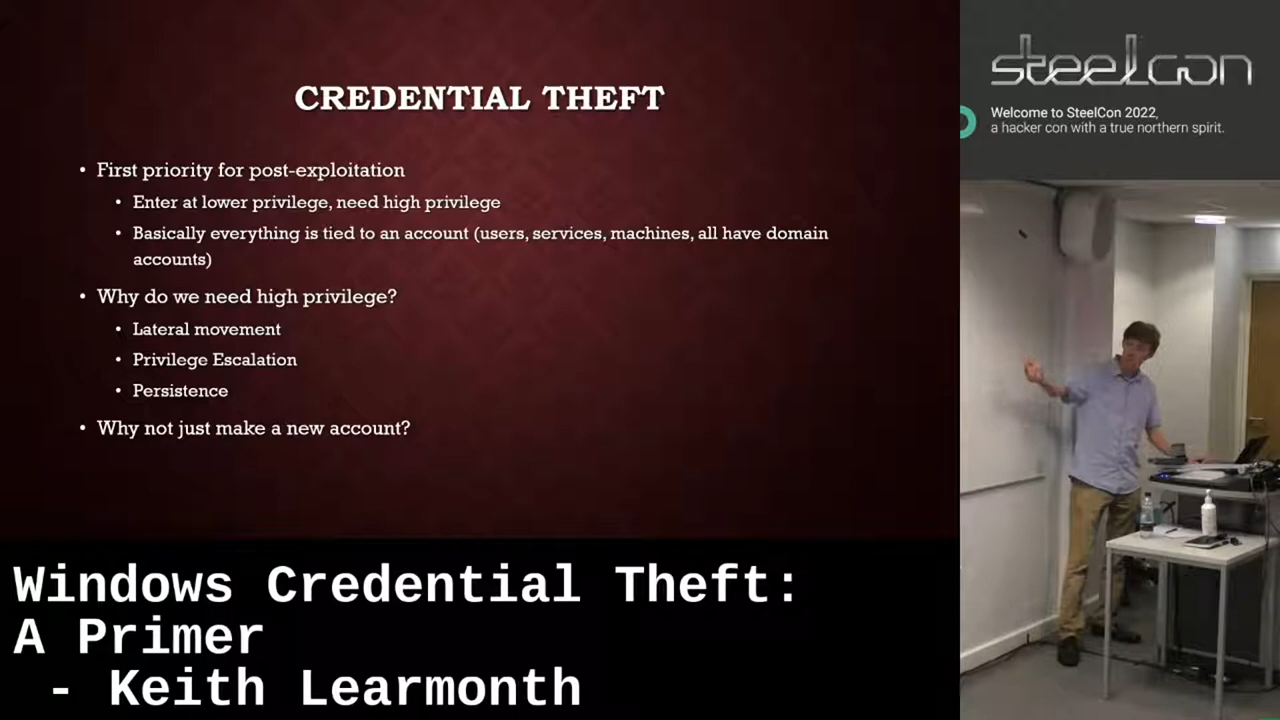 CREDENTIAL THEFT
• First priority for post-exploitation
• Enter at lower privilege, need high privilege
• Basically everything is tied to an account (users, services, machines, all have domain
accounts)
• Why do we need high privilege?
• Lateral movement
• Privilege Escalation
• Persistence
• Why not just make a new account?
Windows Credential Theft:
A Primer
- Keith Learmonth
steelcon
Welcome to SteelCon 2022,
a hacker con with a true northern spirit.